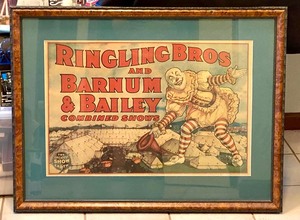 RINGLING BROS
AND
BARNUM
& BAILEY
COMBINED SHOWS